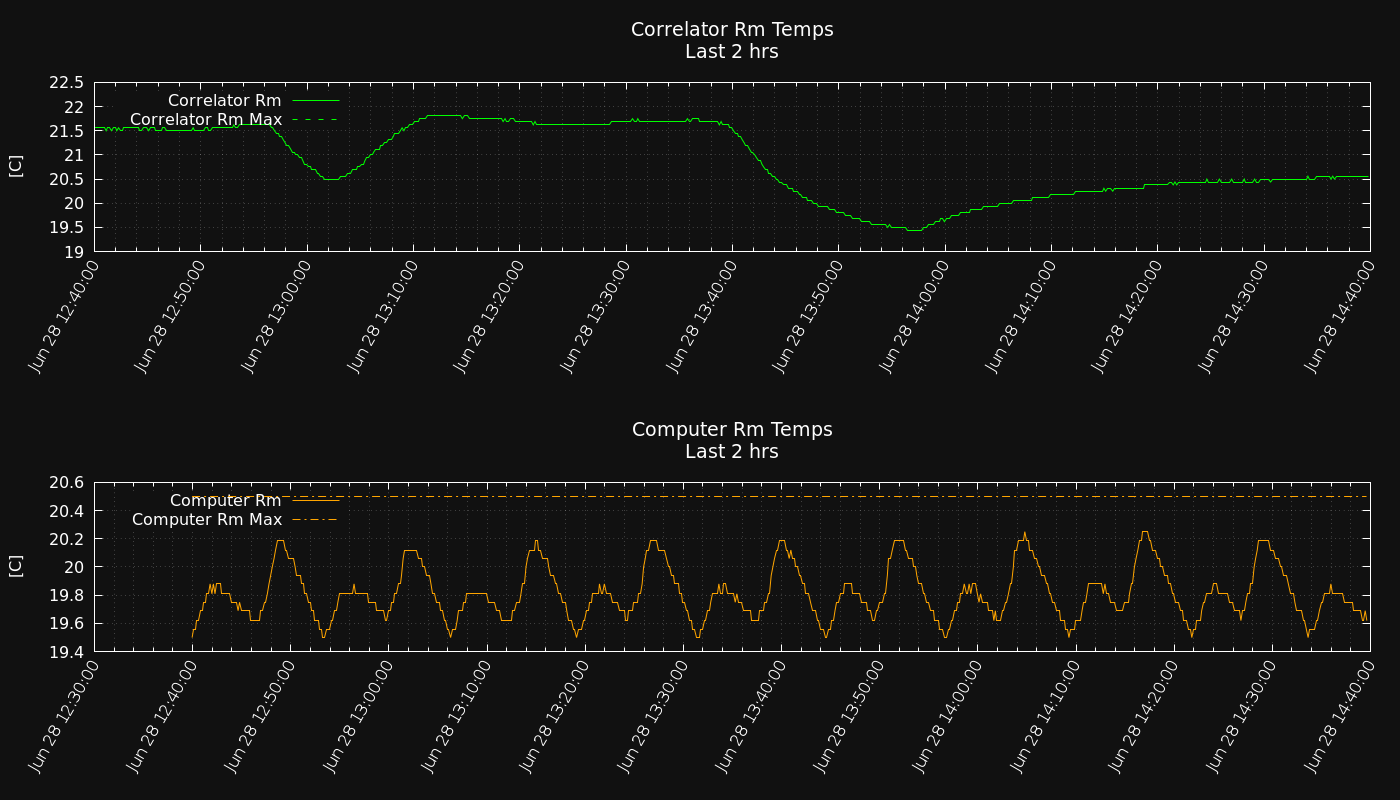 Correlator Rm Temps
Last 2 hrs
Correlator Rm
Correlator Rm Max
[C]
22.5
22
21.5
21
20.5
20
19.5
19
Jun 28 12:40:00
Jun 28 12:50:00
Jun 28 13:00:00
Jun 28 13:10:00
Jun 28 13:20:00
Jun 28 13:30:00
Jun 28 13:40:00
Jun 28 13:50:00
Jun 28 14:00:00
Jun 28 14:10:00
Jun 28 14:20:00
Jun 28 14:30:00
Jun 28 14:40:00
Computer Rm Temps
Last 2 hrs
Computer Rm
Computer Rm Max
[C]
20.6
20.4
20.2
20
19.8
19.6
19.4
Jun 28 12:30:00
Jun 28 12:40:00
Jun 28 12:50:00
Jun 28 13:00:00
Jun 28 13:10:00
Jun 28 13:20:00
Jun 28 13:30:00
Jun 28 13:40:00
Jun 28 13:50:00
Jun 28 14:00:00
Jun 28 14:10:00
Jun 28 14:20:00
Jun 28 14:30:00
Jun 28 14:40:00